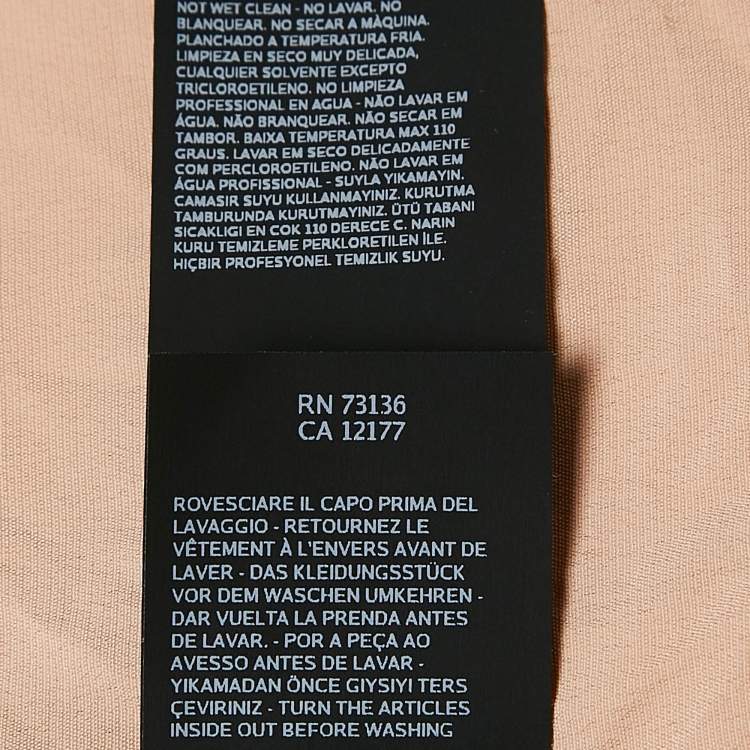 NOT WET CLEAN - NO LAVAR. NO
BLANQUEAR. NO SECAR A MÀQUINA.
PLANCHADO A TEMPERATURA FRIA.
LIMPIEZA EN SECO MUY DELICADA,
CUALQUIER SOLVENTE EXCEPTO
TRICLOROETILENO. NO LIMPIEZA
PROFESSIONAL EN AGUA - NÃO LAVAR EM
ÁGUA. NÃO BRANQUEAR. NÃO SECAR EM
TAMBOR. BAIXA TEMPERATURA MAX 110
GRAUS. LAVAR EM SECO DELICADAMENTE
COM PERCLOROETILENO. NÃO LAVAR EM
ÁGUA PROFISSIONAL - SUYLA YIKAMAYIN.
CAMASIR SUYU KULLANMAYINIZ. KURUTMA
TAMBURUNDA KURUTMAYINIZ. ÜTÜ TABANI
SICAKLIGI EN COK 110 DERECE C. NARIN
KURU TEMIZLEME PERKLORETILEN İLE.
HIÇBIR PROFESYONEL TEMIZLIK SUYU.
RN 73136
CA 12177
ROVESCIARE IL CAPO PRIMA DEL
LAVAGGIO - RETOURNEZ LE
VÊTEMENT À L'ENVERS AVANT DE
LAVER - DAS KLEIDUNGSSTÜCK
VOR DEM WASCHEN UMKEHREN -
DAR VUELTA LA PRENDA ANTES
DE LAVAR. - POR A PEÇA AO
AVESSO ANTES DE LAVAR -
YIKAMADAN ÖNCE GIYSIYI TERS
ÇEVIRINIZ - TURN THE ARTICLES
INSIDE OUT BEFORE WASHING